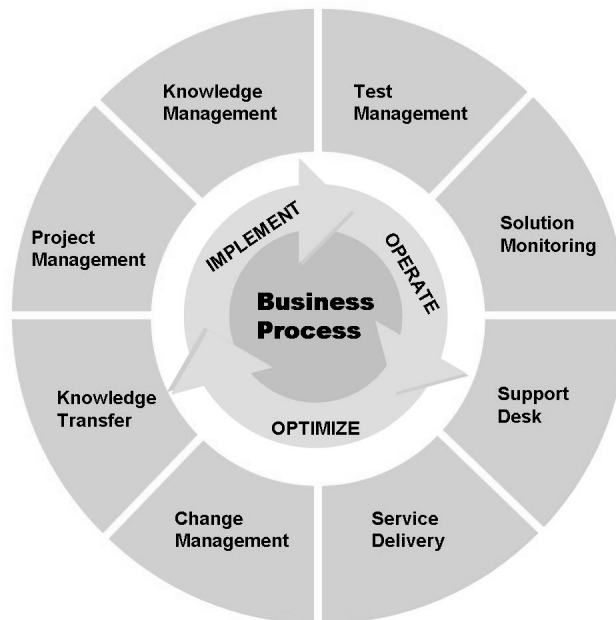 Knowledge
Management
Test
Management
Project
Management
Solution
Monitoring
IMPLEMENT
OPERATE
Business
Process
OPTIMIZE
Knowledge
Transfer
Support
Desk
Change
Management
Service
Delivery